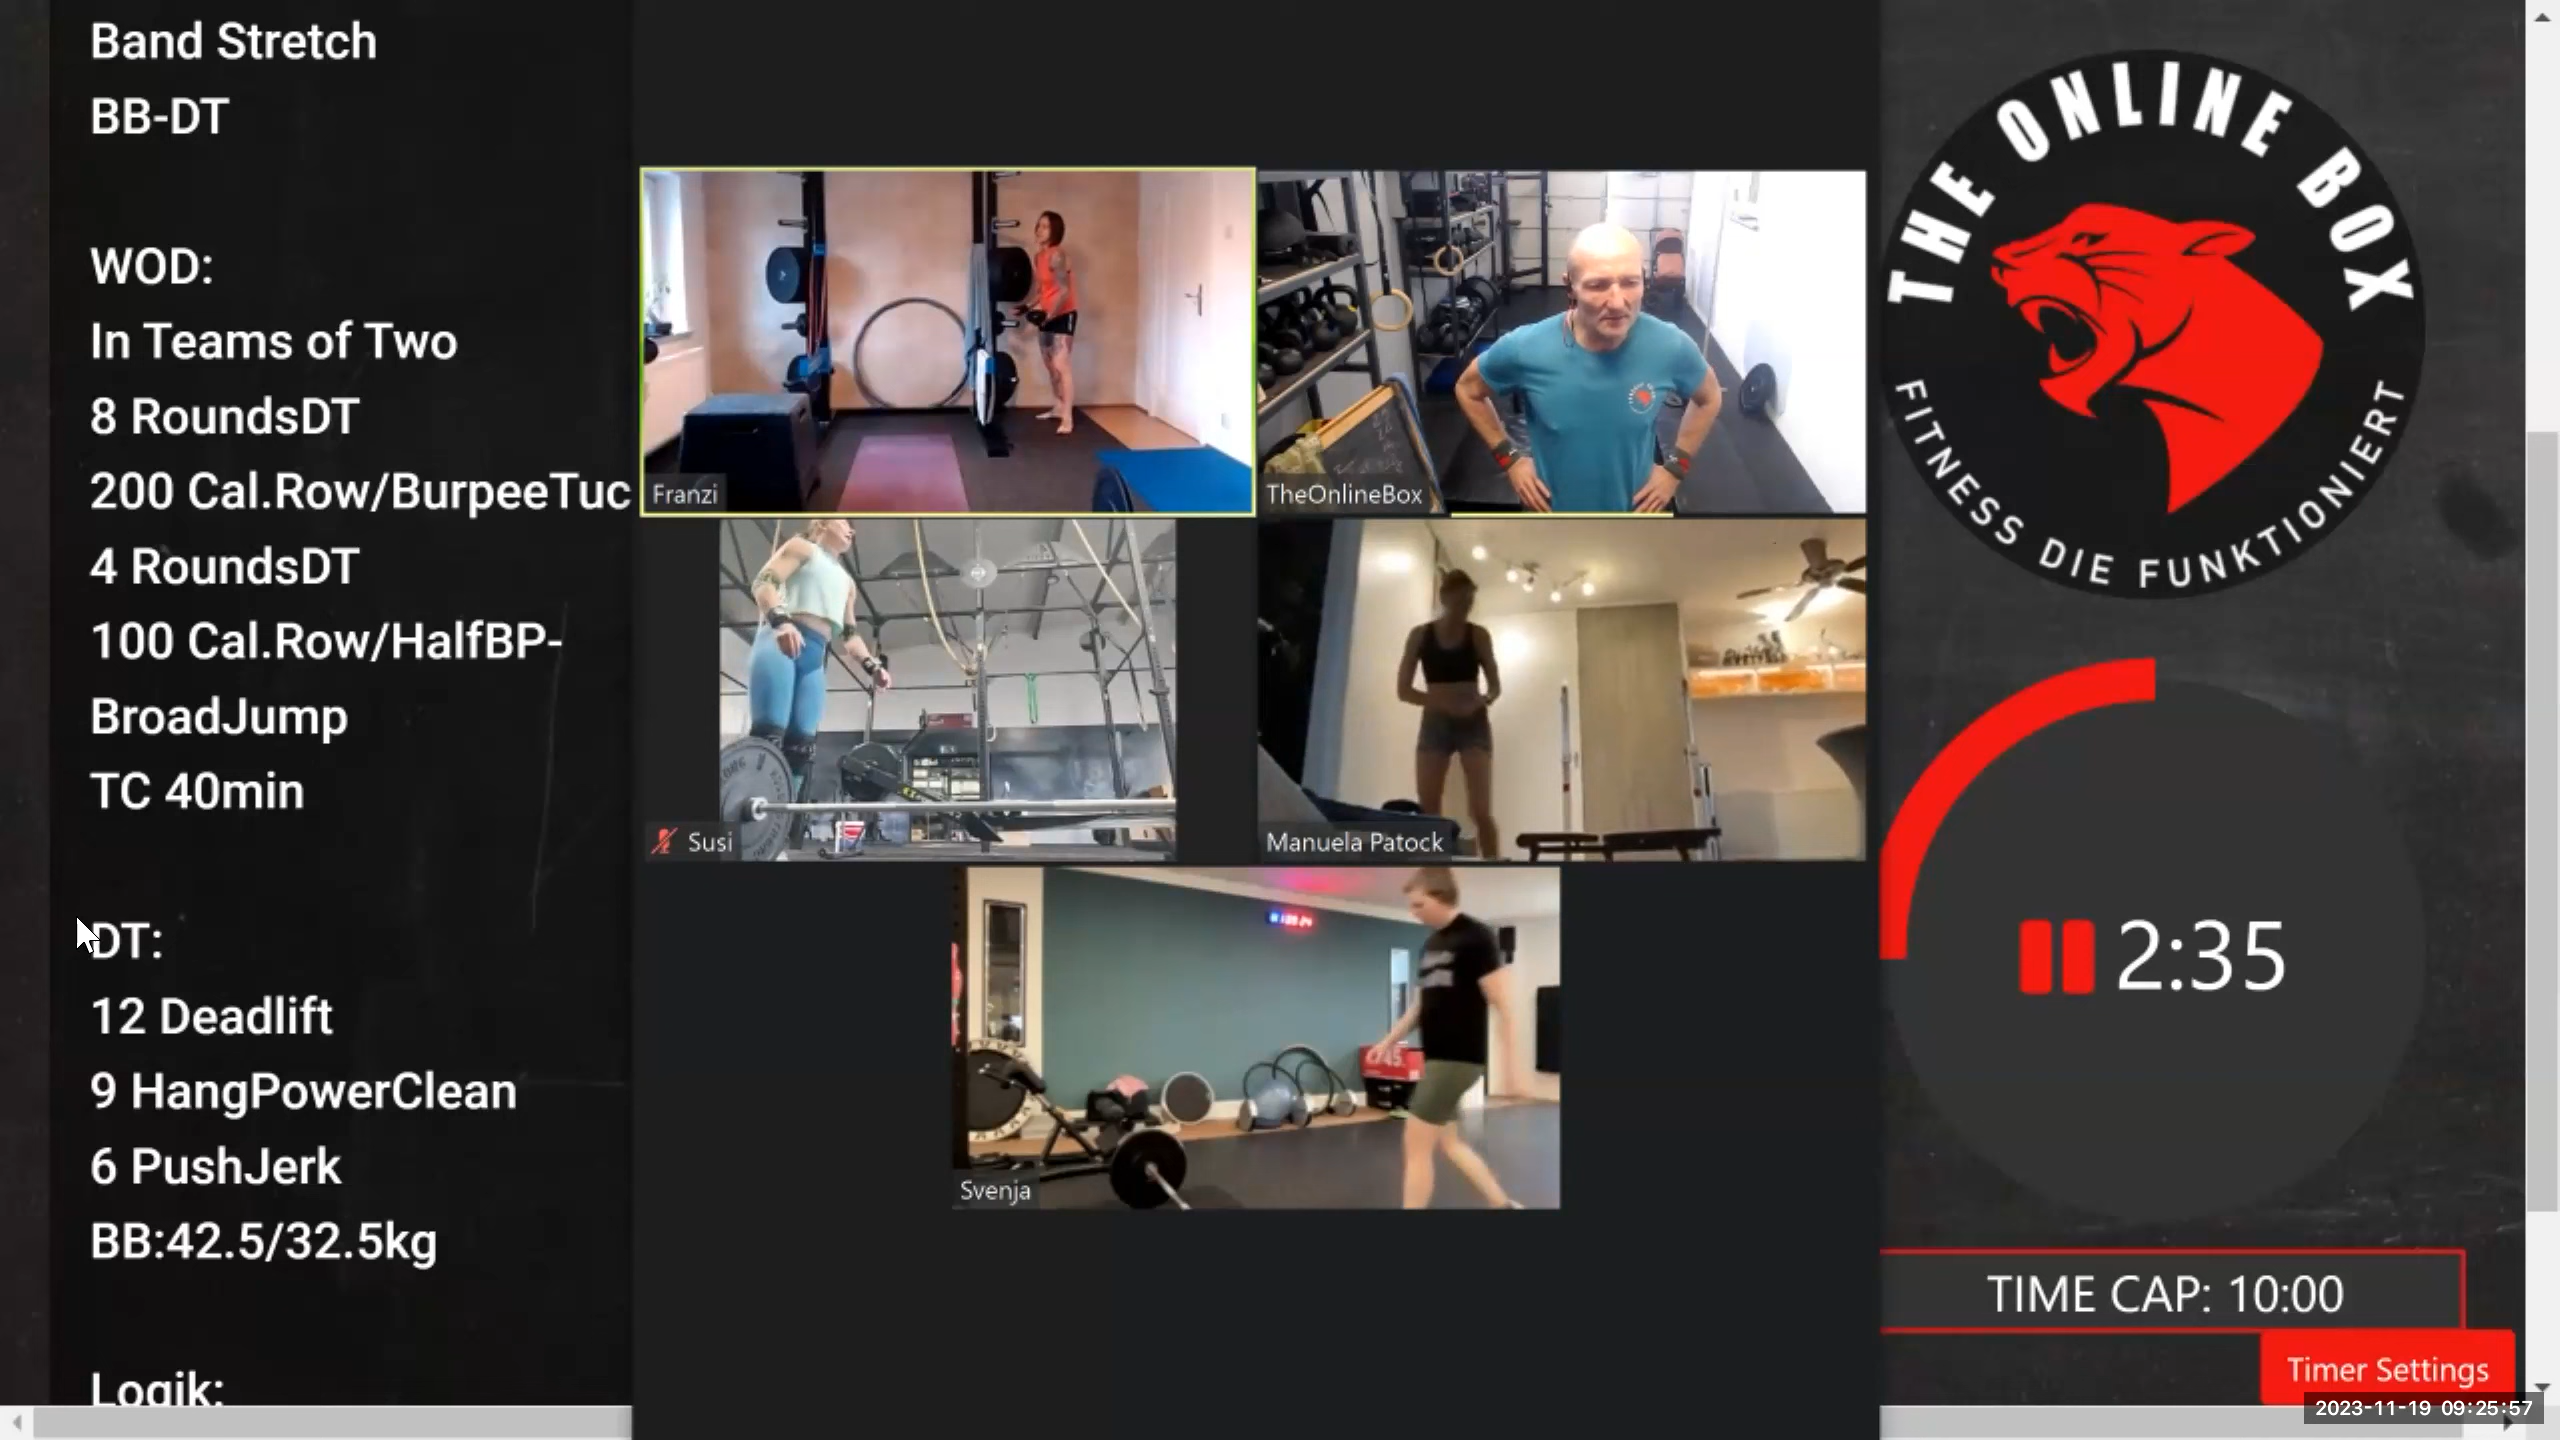 Band Stretch
BB-DT
WOD:
In Teams of Two
8 RoundsDT
200 Cal.Row/BurpeeTuc
4 RoundsDT
100 Cal.Row/HalfBP-
BroadJump
TC 40min
DT:
12 Deadlift
9 HangPowerClean
6 PushJerk
BB:42.5/32.5kg
Logik:
Franzi
TheOnlineBox
Susi
Manuela Patock
Svenja
THE ONLINE BOX
FITNESS DIE FUNKTIONIERT
2:35
TIME CAP: 10:00
Timer Settings
2023-11-19 09:25:57